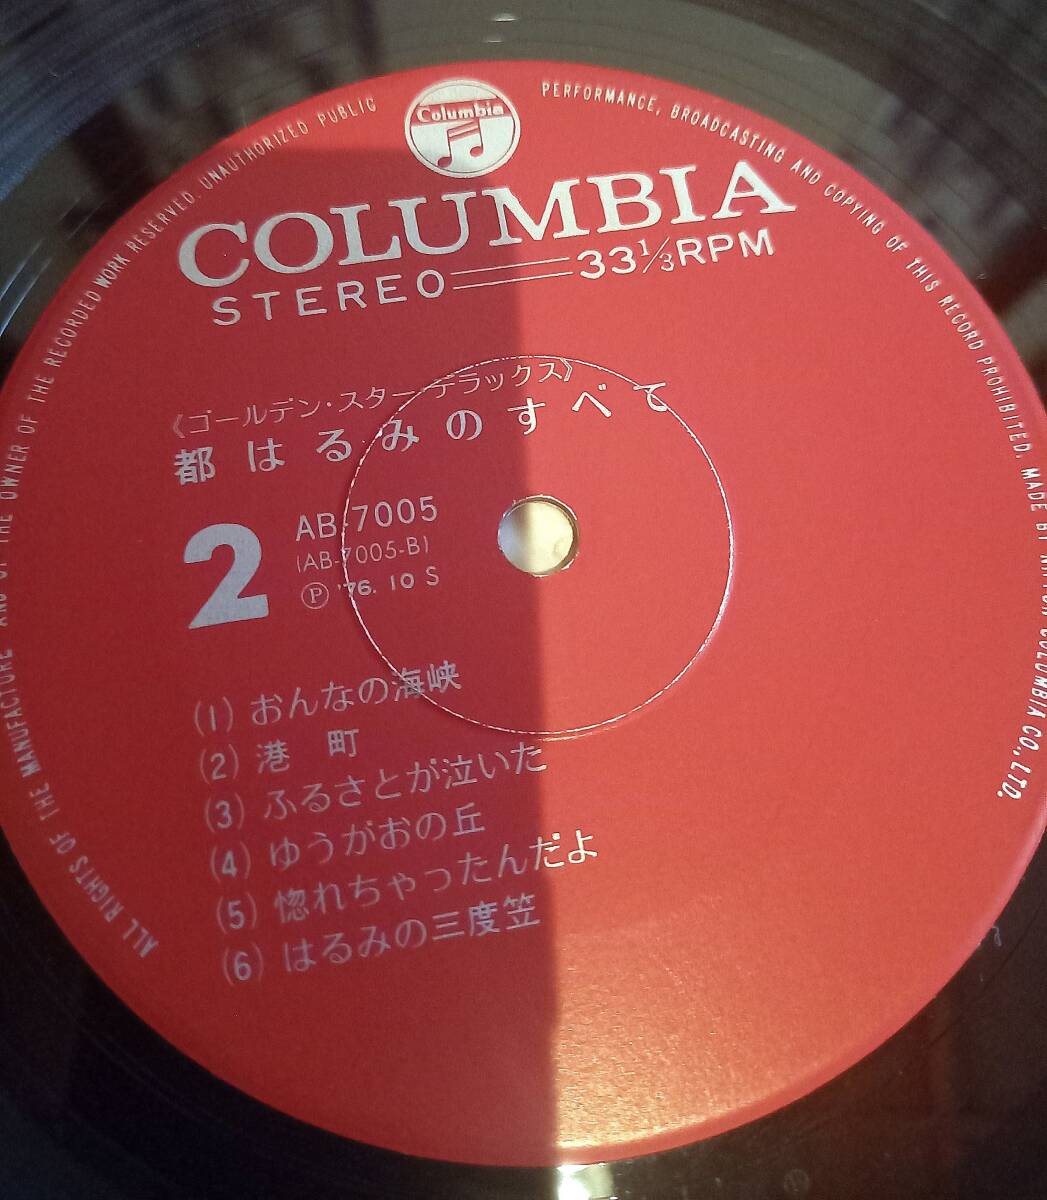 Columbia
COLUMBIA
STEREO 33 1/3 RPM
《ゴールデン・スター・デラックス》
都はるみのすべて
2
AB-7005
(AB-7005-B)
Ⓟ '76. 10 S
(1) おんなの海峡
(2) 港 町
(3) ふるさとが泣いた
(4) ゆうがおの丘
(5) 惚れちゃったんだよ
(6) はるみの三度笠
ALL RIGHTS OF THE MANUFACTURE AND OF THE OWNER OF THE RECORDED WORK RESERVED. UNAUTHORIZED PUBLIC PERFORMANCE, BROADCASTING AND COPYING OF THIS RECORD PROHIBITED. MADE BY NIPPON COLUMBIA CO., LTD.